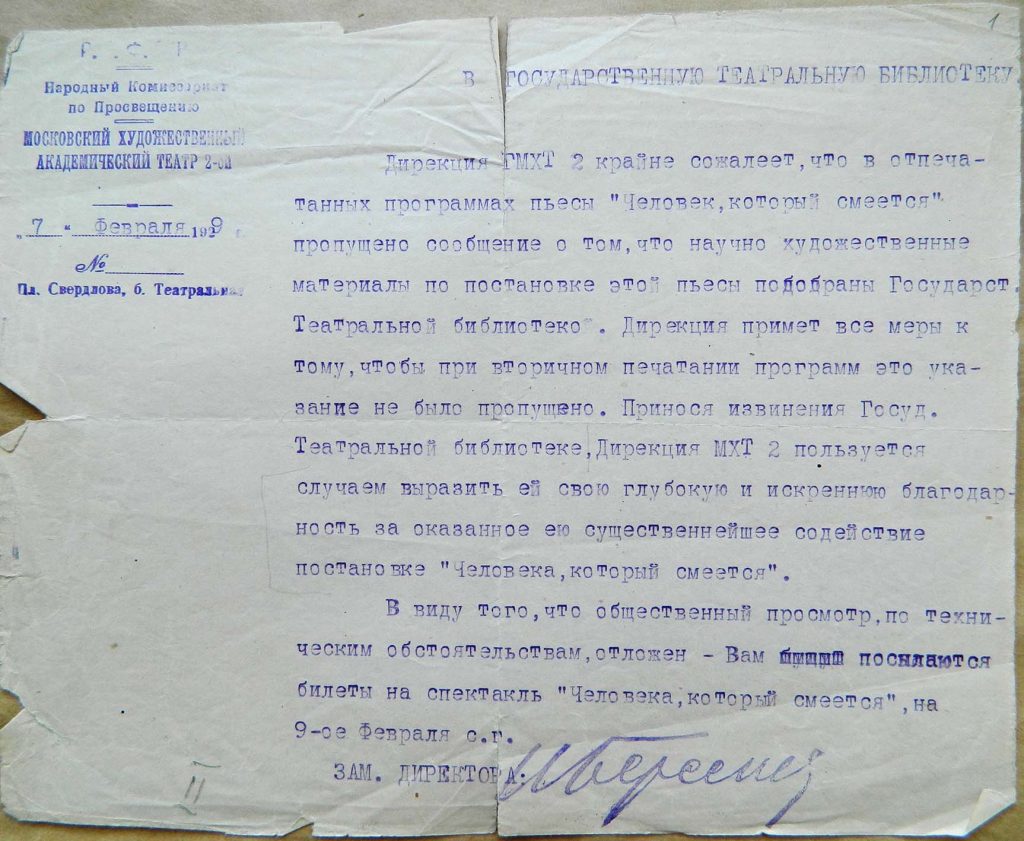 Р. .Ф. Р
Народный Комиссариат
по Просвещению
МОСКОВСКИЙ ХУДОЖЕСТВЕННЫЙ
АКАДЕМИЧЕСКИЙ ТЕАТР 2-ой
„ 7 “ Февраля 1929 г.
№
Пл. Свердлова, б. Театральная
1
В ГОСУДАРСТВЕННУЮ ТЕАТРАЛЬНУЮ БИБЛИОТЕКУ
Дирекция ГМХТ 2 крайне сожалеет,что в отпеча-
танных программах пьесы "Человек,который смеется"
пропущено сообщение о том,что научно художественные
материалы по постановке этой пьесы подобраны Государст.
Театральной библиотекой. Дирекция примет все меры к
тому,чтобы при вторичном печатании программ это ука-
зание не было пропущено. Принося извинения Госуд.
Театральной библиотеке,Дирекция МХТ 2 пользуется
случаем выразить ей свою глубокую и искреннюю благодар-
ность за оказанное ею существеннейшее содействие
постановке "Человека,который смеется".
В виду того,что общественный просмотр,по техни-
ческим обстоятельствам,отложен - Вам посылаются
билеты на спектакль "Человека,который смеется",на
9-ое Февраля с.г.
ЗАМ. ДИРЕКТОРА. И Берсенев
II